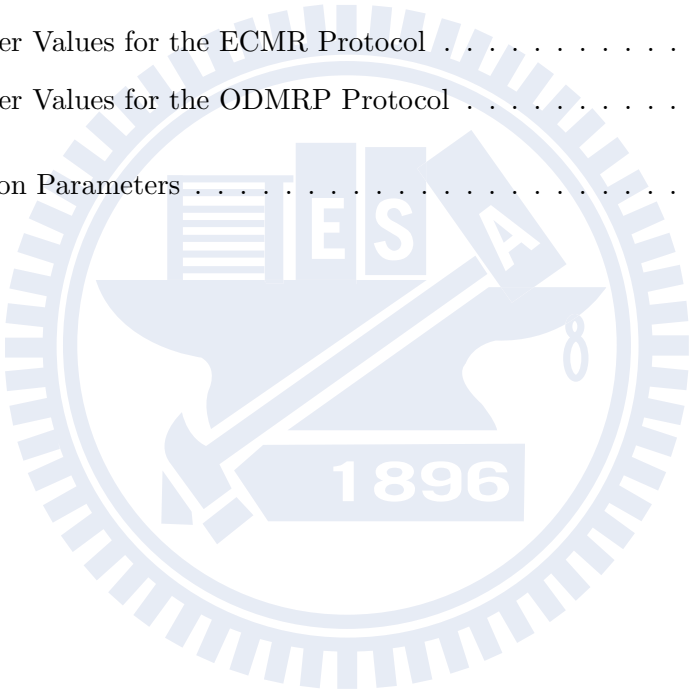 er Values for the ECMR Protocol . . . . . . . . . . .
er Values for the ODMRP Protocol . . . . . . . . . .
on Parameters . . . . . . . . . . . . . . . . . . . . . .
E S A
1896